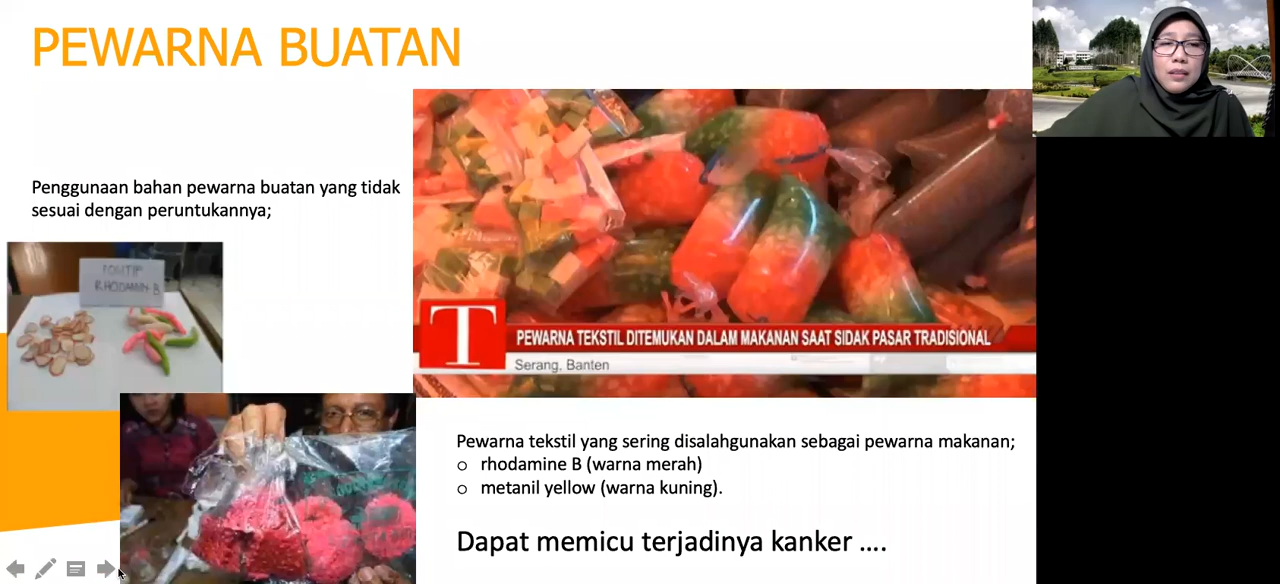 PEWARNA BUATAN
Penggunaan bahan pewarna buatan yang tidak
sesuai dengan peruntukannya;
POSITIP
RHODAMIN-B
T
PEWARNA TEKSTIL DITEMUKAN DALAM MAKANAN SAAT SIDAK PASAR TRADISIONAL
Serang, Banten
Pewarna tekstil yang sering disalahgunakan sebagai pewarna makanan;
o rhodamine B (warna merah)
o metanil yellow (warna kuning).
Dapat memicu terjadinya kanker ....